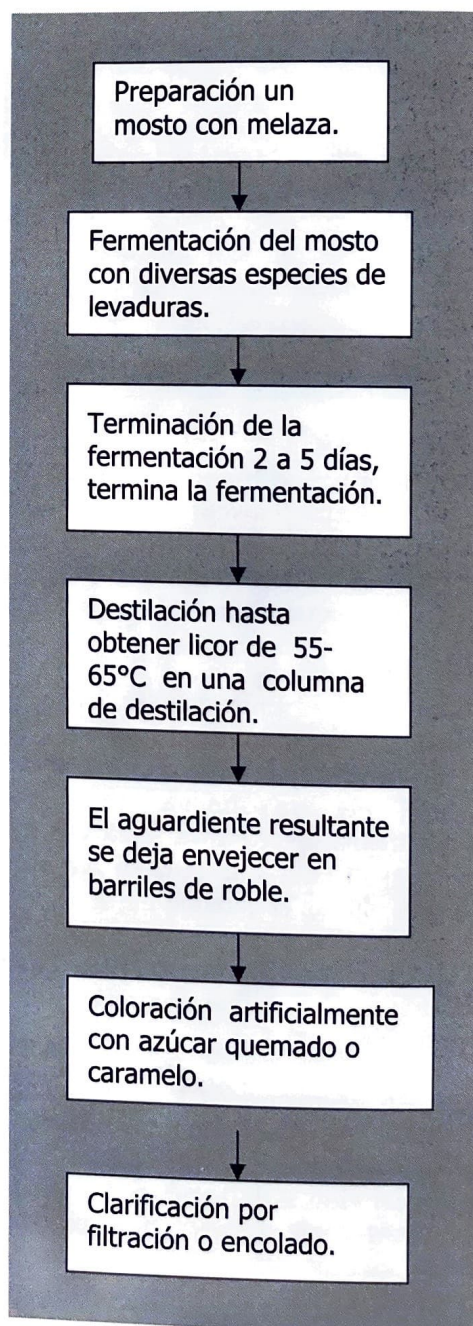 Preparación un
mosto con melaza.
Fermentación del mosto
con diversas especies de
levaduras.
Terminación de la
fermentación 2 a 5 días,
termina la fermentación.
Destilación hasta
obtener licor de 55-
65°C en una columna
de destilación.
El aguardiente resultante
se deja envejecer en
barriles de roble.
Coloración artificialmente
con azúcar quemado o
caramelo.
Clarificación por
filtración o encolado.